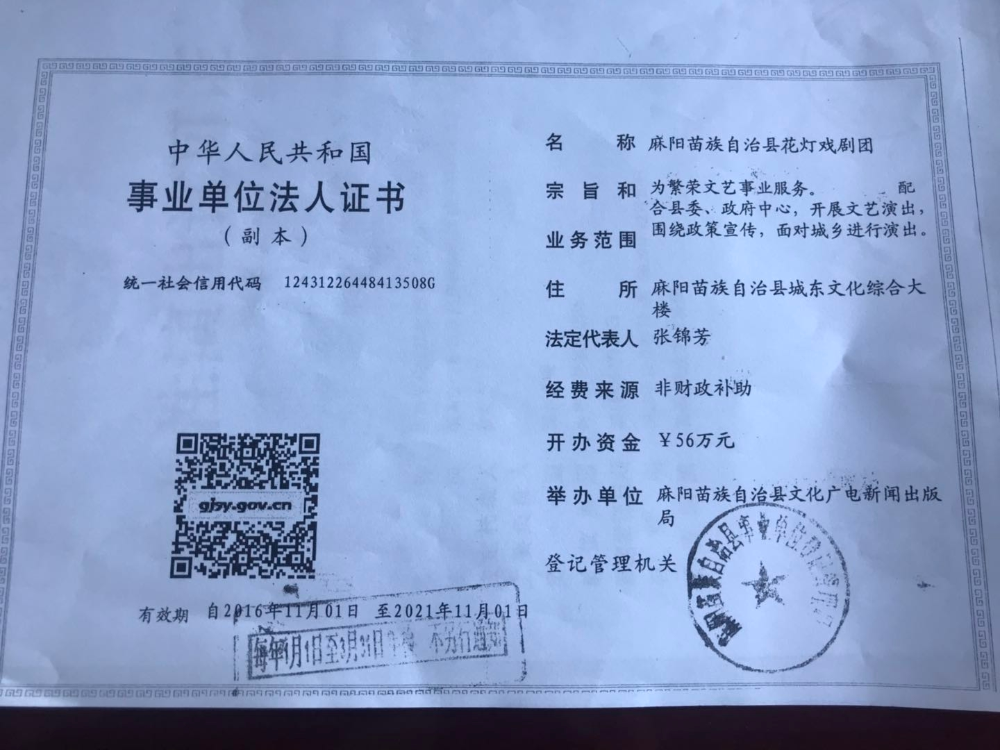 中华人民共和国
事业单位法人证书
（副本）
统一社会信用代码 12431226448413508G
gjsy.gov.cn
有效期 自2016年11月01日 至2021年11月01日
每年1月1日至3月31日 不另行通知
名称 麻阳苗族自治县花灯戏剧团
宗旨和 为繁荣文艺事业服务。 配
合县委、政府中心，开展文艺演出，
业务范围 围绕政策宣传，面对城乡进行演出。
住所 麻阳苗族自治县城东文化综合大
楼
法定代表人 张锦芳
经费来源 非财政补助
开办资金 ￥56万元
举办单位 麻阳苗族自治县文化广电新闻出版
局
登记管理机关
自治县事业单位